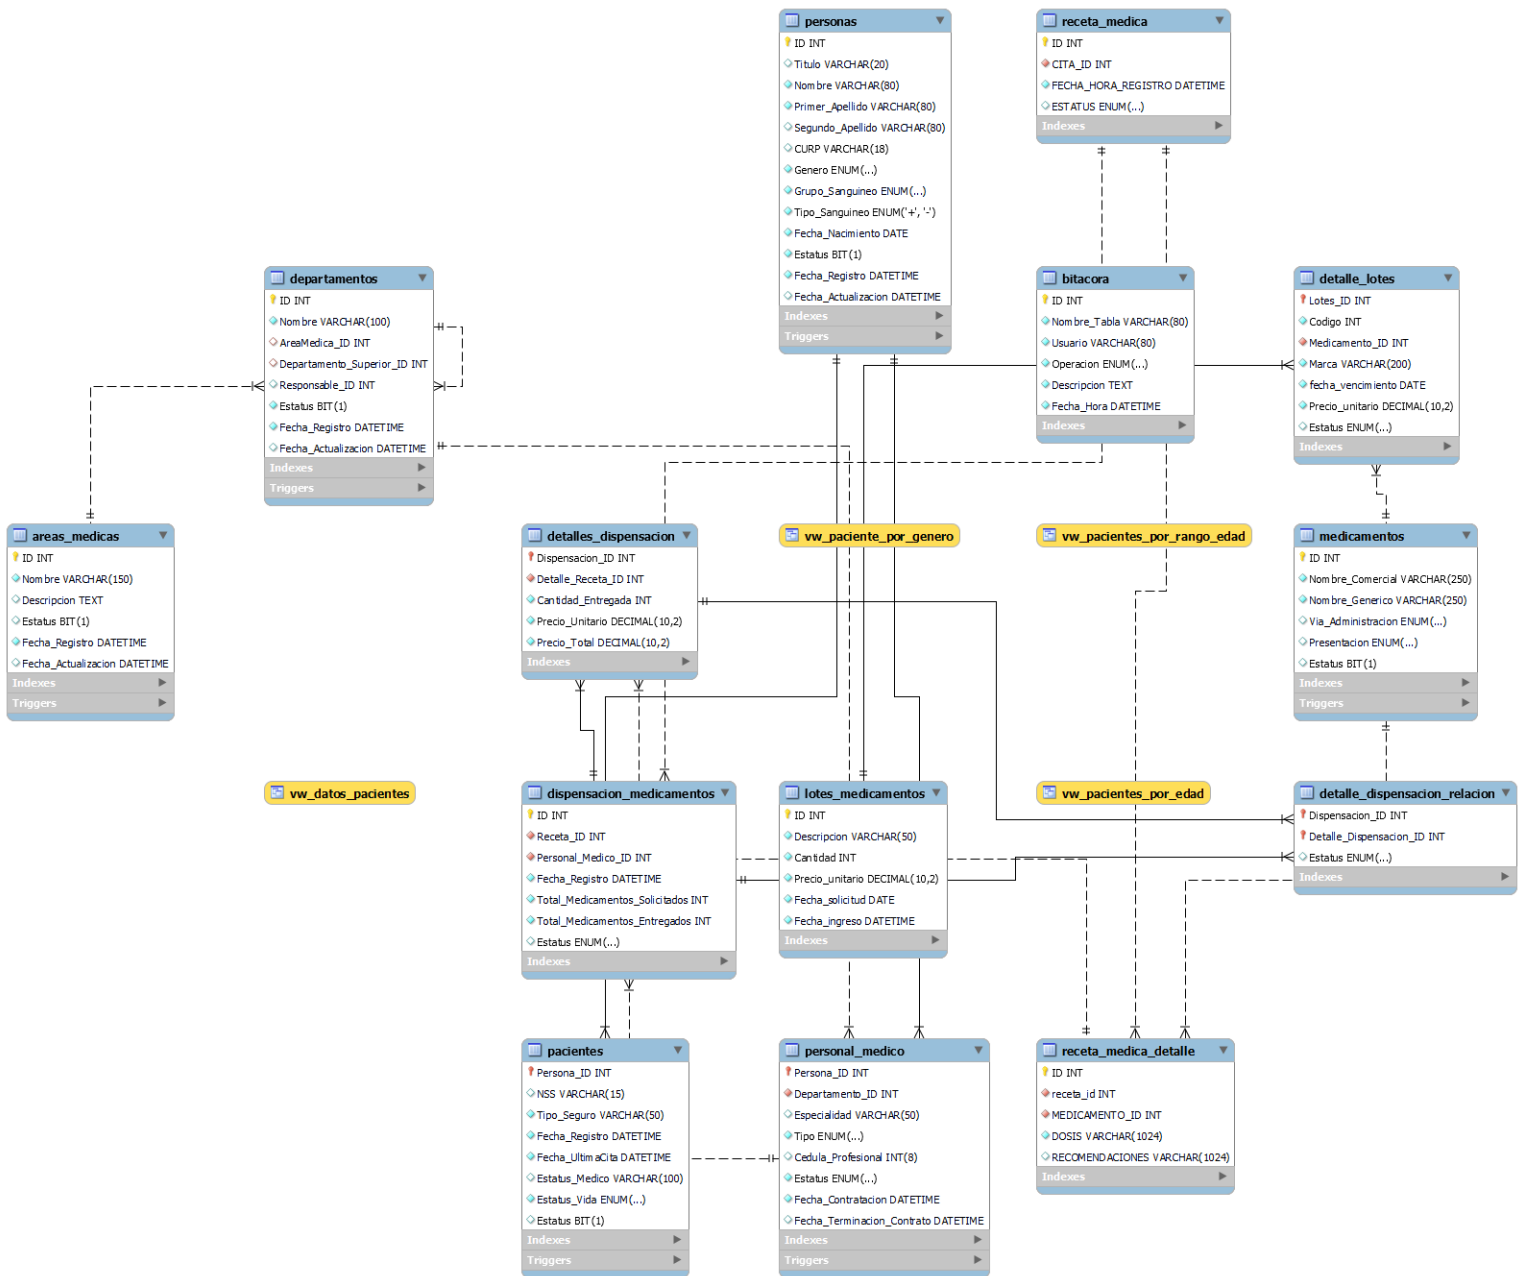 personas
ID INT
Titulo VARCHAR(20)
Nombre VARCHAR(80)
Primer_Apellido VARCHAR(80)
Segundo_Apellido VARCHAR(80)
CURP VARCHAR(18)
Genero ENUM(...)
Grupo_Sanguineo ENUM(...)
Tipo_Sanguineo ENUM('+', '-')
Fecha_Nacimiento DATE
Estatus BIT(1)
Fecha_Registro DATETIME
Fecha_Actualizacion DATETIME
Indexes
Triggers
receta_medica
ID INT
CITA_ID INT
FECHA_HORA_REGISTRO DATETIME
ESTATUS ENUM(...)
Indexes
departamentos
ID INT
Nombre VARCHAR(100)
AreaMedica_ID INT
Departamento_Superior_ID INT
Responsable_ID INT
Estatus BIT(1)
Fecha_Registro DATETIME
Fecha_Actualizacion DATETIME
Indexes
Triggers
bitacora
ID INT
Nombre_Tabla VARCHAR(80)
Usuario VARCHAR(80)
Operacion ENUM(...)
Descripcion TEXT
Fecha_Hora DATETIME
Indexes
detalle_lotes
Lotes_ID INT
Codigo INT
Medicamento_ID INT
Marca VARCHAR(200)
fecha_vencimiento DATE
Precio_unitario DECIMAL(10,2)
Estatus ENUM(...)
Indexes
areas_medicas
ID INT
Nombre VARCHAR(150)
Descripcion TEXT
Estatus BIT(1)
Fecha_Registro DATETIME
Fecha_Actualizacion DATETIME
Indexes
Triggers
detalles_dispensacion
Dispensacion_ID INT
Detalle_Receta_ID INT
Cantidad_Entregada INT
Precio_Unitario DECIMAL(10,2)
Precio_Total DECIMAL(10,2)
Indexes
vw_paciente_por_genero
vw_pacientes_por_rango_edad
medicamentos
ID INT
Nombre_Comercial VARCHAR(250)
Nombre_Generico VARCHAR(250)
Via_Administracion ENUM(...)
Presentacion ENUM(...)
Estatus BIT(1)
Indexes
Triggers
vw_datos_pacientes
dispensacion_medicamentos
ID INT
Receta_ID INT
Personal_Medico_ID INT
Fecha_Registro DATETIME
Total_Medicamentos_Solicitados INT
Total_Medicamentos_Entregados INT
Estatus ENUM(...)
Indexes
lotes_medicamentos
ID INT
Descripcion VARCHAR(50)
Cantidad INT
Precio_unitario DECIMAL(10,2)
Fecha_solicitud DATE
Fecha_ingreso DATETIME
Indexes
vw_pacientes_por_edad
detalle_dispensacion_relacion
Dispensacion_ID INT
Detalle_Dispensacion_ID INT
Estatus ENUM(...)
Indexes
pacientes
Persona_ID INT
NSS VARCHAR(15)
Tipo_Seguro VARCHAR(50)
Fecha_Registro DATETIME
Fecha_UltimaCita DATETIME
Estatus_Medico VARCHAR(100)
Estatus_Vida ENUM(...)
Estatus BIT(1)
Indexes
Triggers
personal_medico
Persona_ID INT
Departamento_ID INT
Especialidad VARCHAR(50)
Tipo ENUM(...)
Cedula_Profesional INT(8)
Estatus ENUM(...)
Fecha_Contratacion DATETIME
Fecha_Terminacion_Contrato DATETIME
Indexes
Triggers
receta_medica_detalle
ID INT
receta_id INT
MEDICAMENTO_ID INT
DOSIS VARCHAR(1024)
RECOMENDACIONES VARCHAR(1024)
Indexes